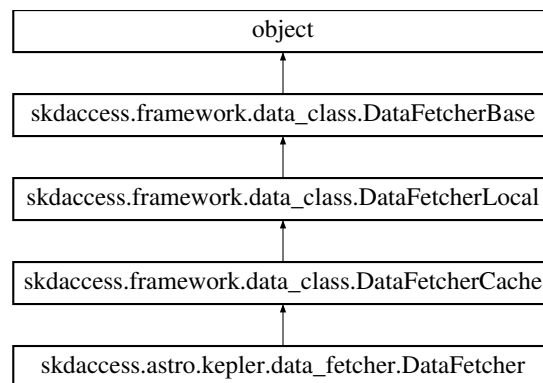 object
skdaccess.framework.data_class.DataFetcherBase
skdaccess.framework.data_class.DataFetcherLocal
skdaccess.framework.data_class.DataFetcherCache
skdaccess.astro.kepler.data_fetcher.DataFetcher